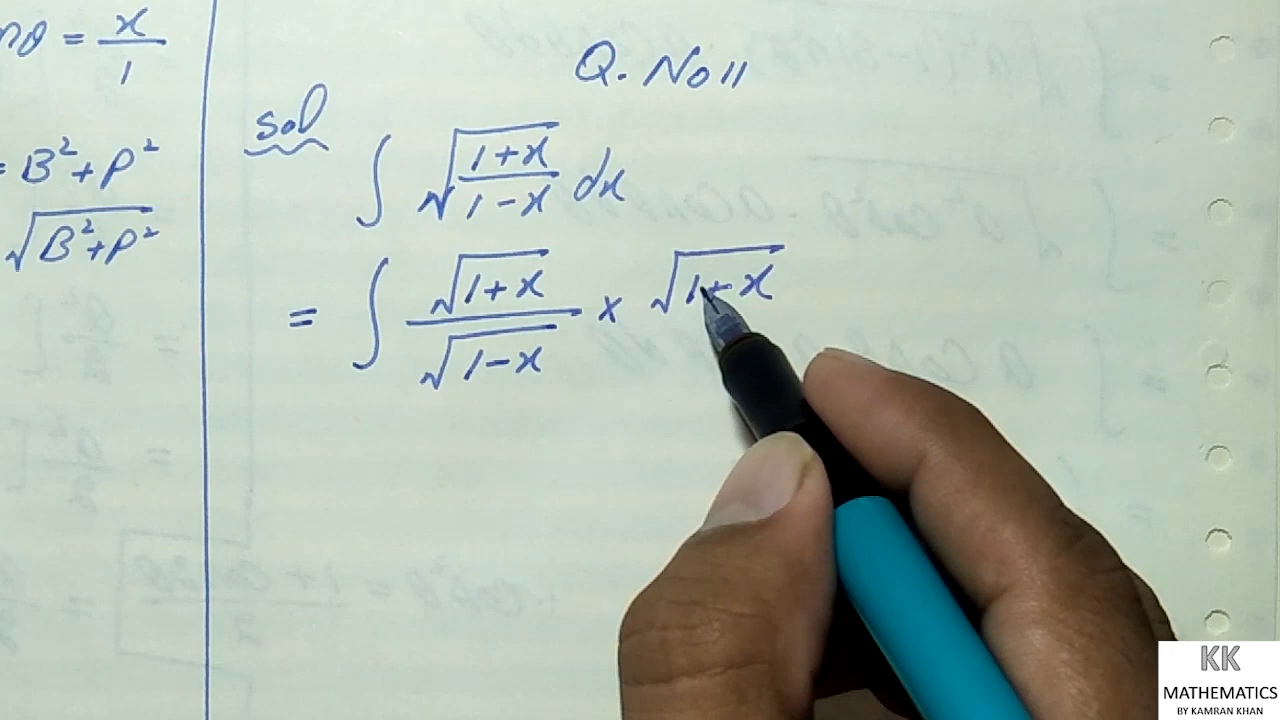 nθ = x/1
= B² + P²
√(B² + P²)
Q. No 11
Sol
∫ √((1+x)/(1-x)) dx
= ∫ √(1+x)/√(1-x) × √(1+x)
KK
MATHEMATICS
BY KAMRAN KHAN